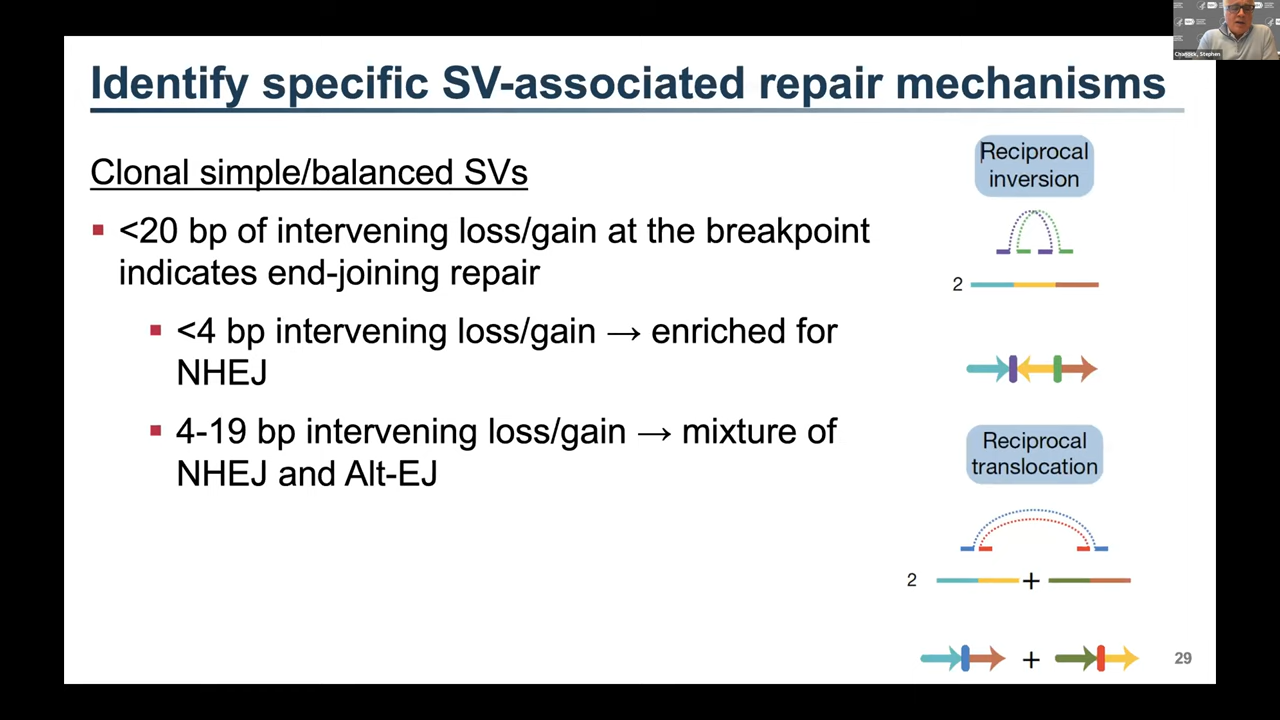 Identify specific SV-associated repair mechanisms
Clonal simple/balanced SVs
<20 bp of intervening loss/gain at the breakpoint
indicates end-joining repair
<4 bp intervening loss/gain → enriched for
NHEJ
4-19 bp intervening loss/gain → mixture of
NHEJ and Alt-EJ
Reciprocal
inversion
2
Reciprocal
translocation
2 +
+
29